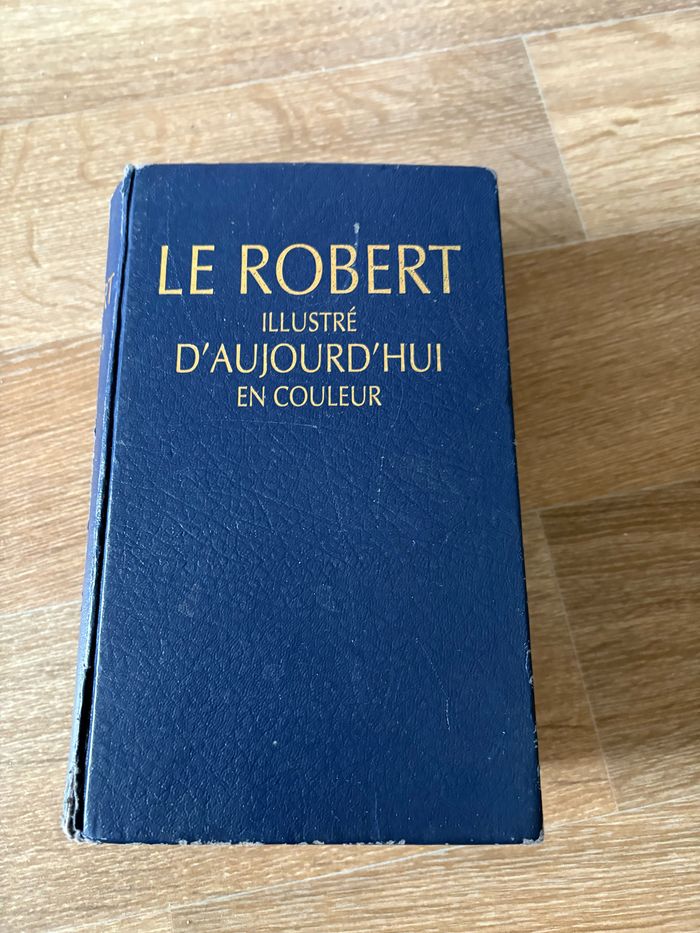 LE ROBERT
ILLUSTRÉ
D'AUJOURD'HUI
EN COULEUR